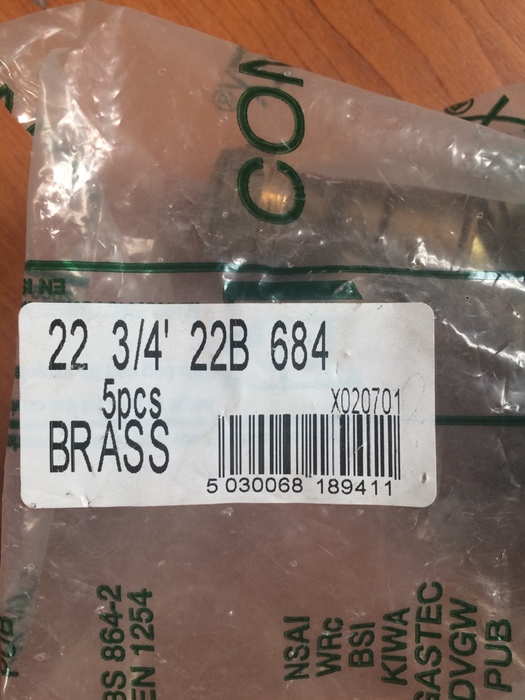 CON
EN
22 3/4' 22B 684
5pcs
X020701
BRASS
5 030068 189411
BS 864-2
EN 1254
NSAI
WRc
BSI
KIWA
GASTEC
DVGW
PUB